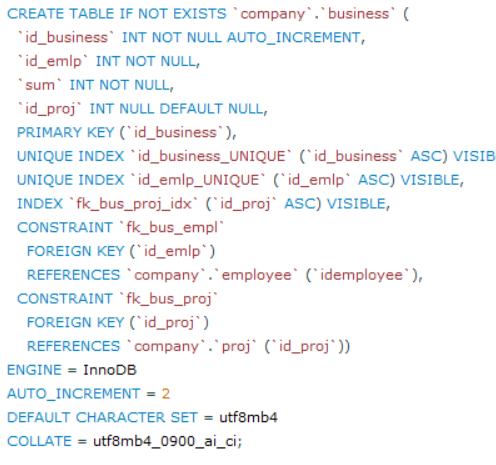 CREATE TABLE IF NOT EXISTS `company`.`business` (
`id_business` INT NOT NULL AUTO_INCREMENT,
`id_emlp` INT NOT NULL,
`sum` INT NOT NULL,
`id_proj` INT NULL DEFAULT NULL,
PRIMARY KEY (`id_business`),
UNIQUE INDEX `id_business_UNIQUE` (`id_business` ASC) VISIB
UNIQUE INDEX `id_emlp_UNIQUE` (`id_emlp` ASC) VISIBLE,
INDEX `fk_bus_proj_idx` (`id_proj` ASC) VISIBLE,
CONSTRAINT `fk_bus_empl`
FOREIGN KEY (`id_emlp`)
REFERENCES `company`.`employee` (`idemployee`),
CONSTRAINT `fk_bus_proj`
FOREIGN KEY (`id_proj`)
REFERENCES `company`.`proj` (`id_proj`))
ENGINE = InnoDB
AUTO_INCREMENT = 2
DEFAULT CHARACTER SET = utf8mb4
COLLATE = utf8mb4_0900_ai_ci;